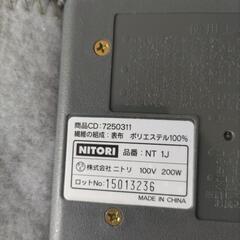 商品CD:7250311
繊維の組成:表布 ポリエステル100%
NITORI 品番: NT 1J
株式会社ニトリ 100V 200W
ロットNo.15013236
MADE IN CHINA